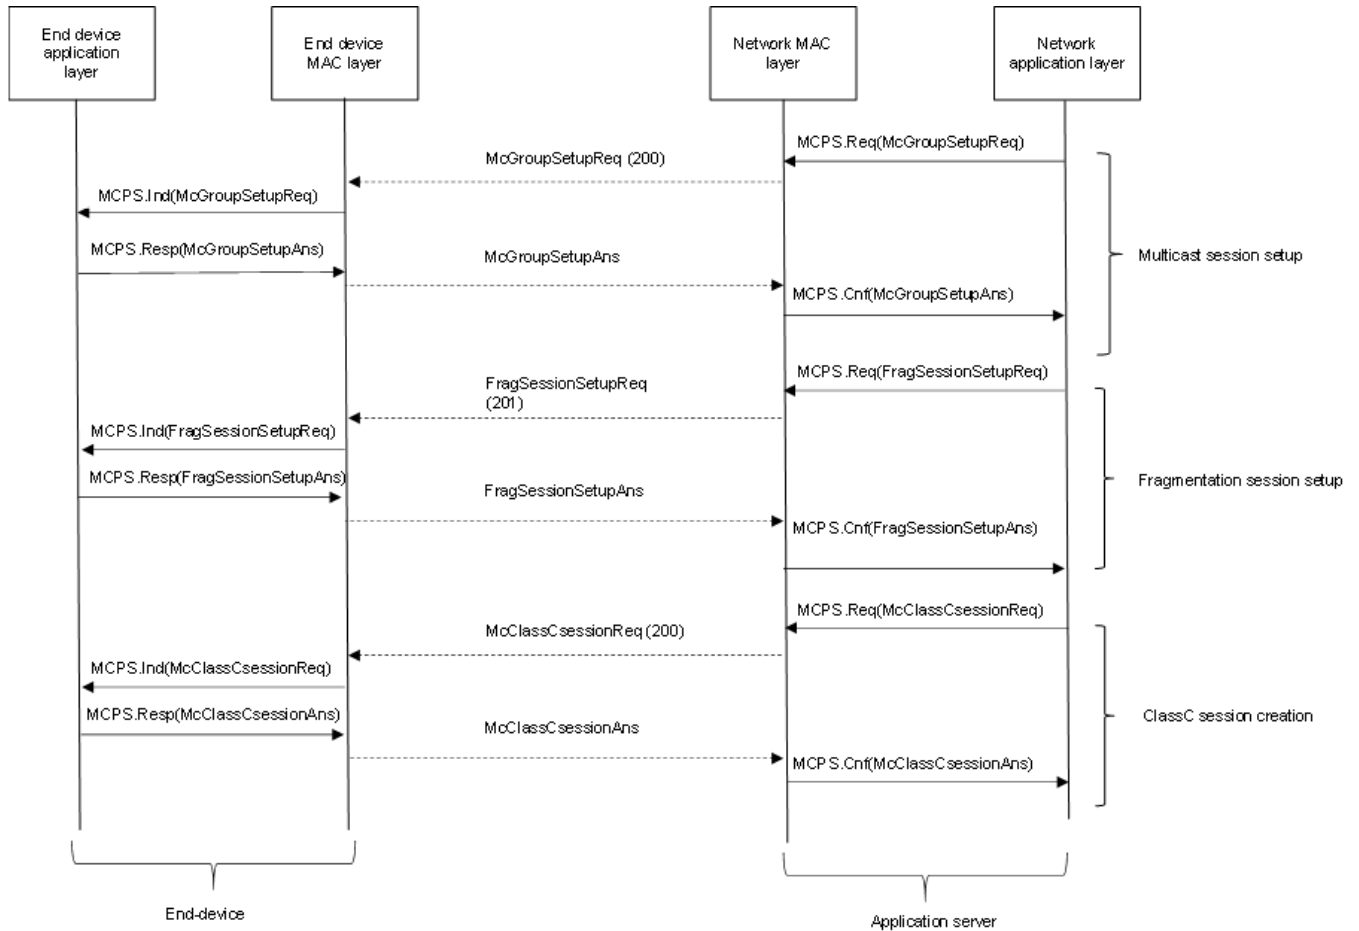 End device
application
layer
End device
MAC layer
Network MAC
layer
Network
application layer
MCPS.Req(McGroupSetupReq)
McGroupSetupReq (200)
MCPS.Ind(McGroupSetupReq)
MCPS.Resp(McGroupSetupAns)
McGroupSetupAns
Multicast session setup
MCPS.Cnf(McGroupSetupAns)
MCPS.Req(FragSessionSetupReq)
FragSessionSetupReq
(201)
MCPS.Ind(FragSessionSetupReq)
MCPS.Resp(FragSessionSetupAns)
FragSessionSetupAns
Fragmentation session setup
MCPS.Cnf(FragSessionSetupAns)
MCPS.Req(McClassCsessionReq)
McClassCsessionReq (200)
MCPS.Ind(McClassCsessionReq)
MCPS.Resp(McClassCsessionAns)
McClassCsessionAns
ClassC session creation
MCPS.Cnf(McClassCsessionAns)
End-device
Application server